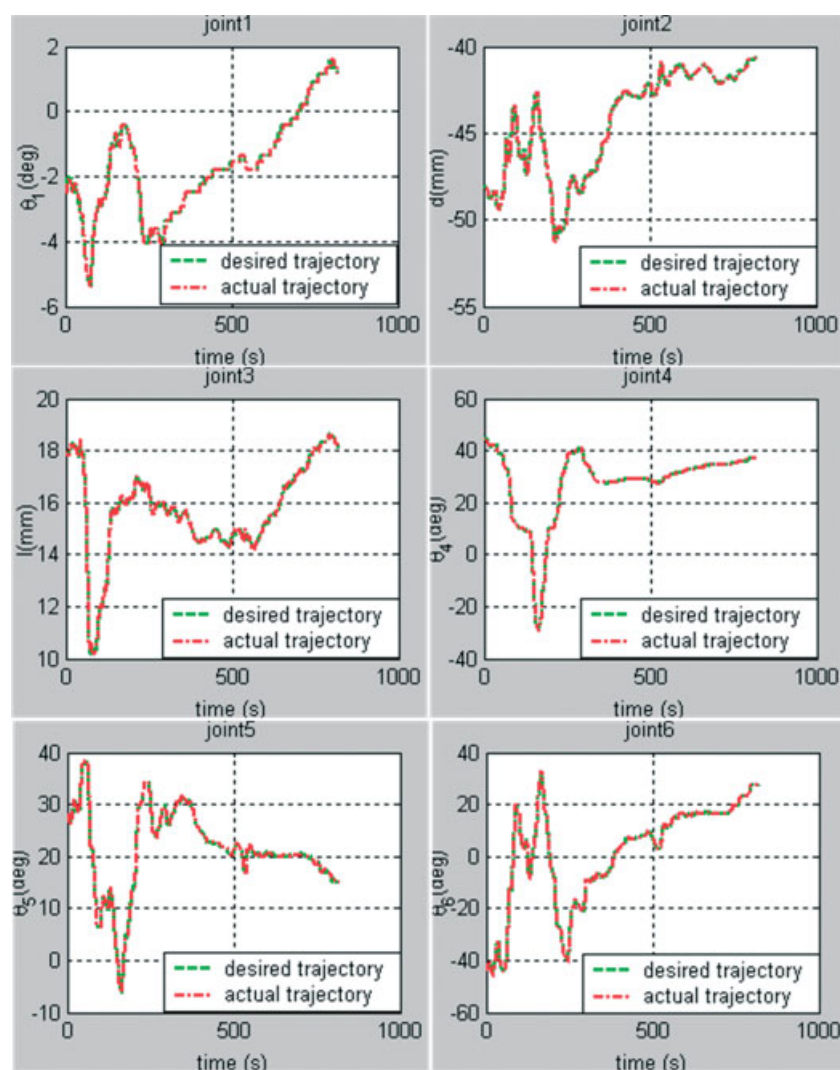 joint1
2
0
-2
-4
-6
θ1(deg)
desired trajectory
actual trajectory
0
500
1000
time (s)
joint2
-40
-45
-50
-55
d(mm)
desired trajectory
actual trajectory
0
500
1000
time (s)
joint3
20
18
16
14
12
10
l(mm)
desired trajectory
actual trajectory
0
500
1000
time (s)
joint4
60
40
20
0
-20
-40
θ4(deg)
desired trajectory
actual trajectory
0
500
1000
time (s)
joint5
40
30
20
10
0
-10
θ5(deg)
desired trajectory
actual trajectory
0
500
1000
time (s)
joint6
40
20
0
-20
-40
-60
θ6(deg)
desired trajectory
actual trajectory
0
500
1000
time (s)